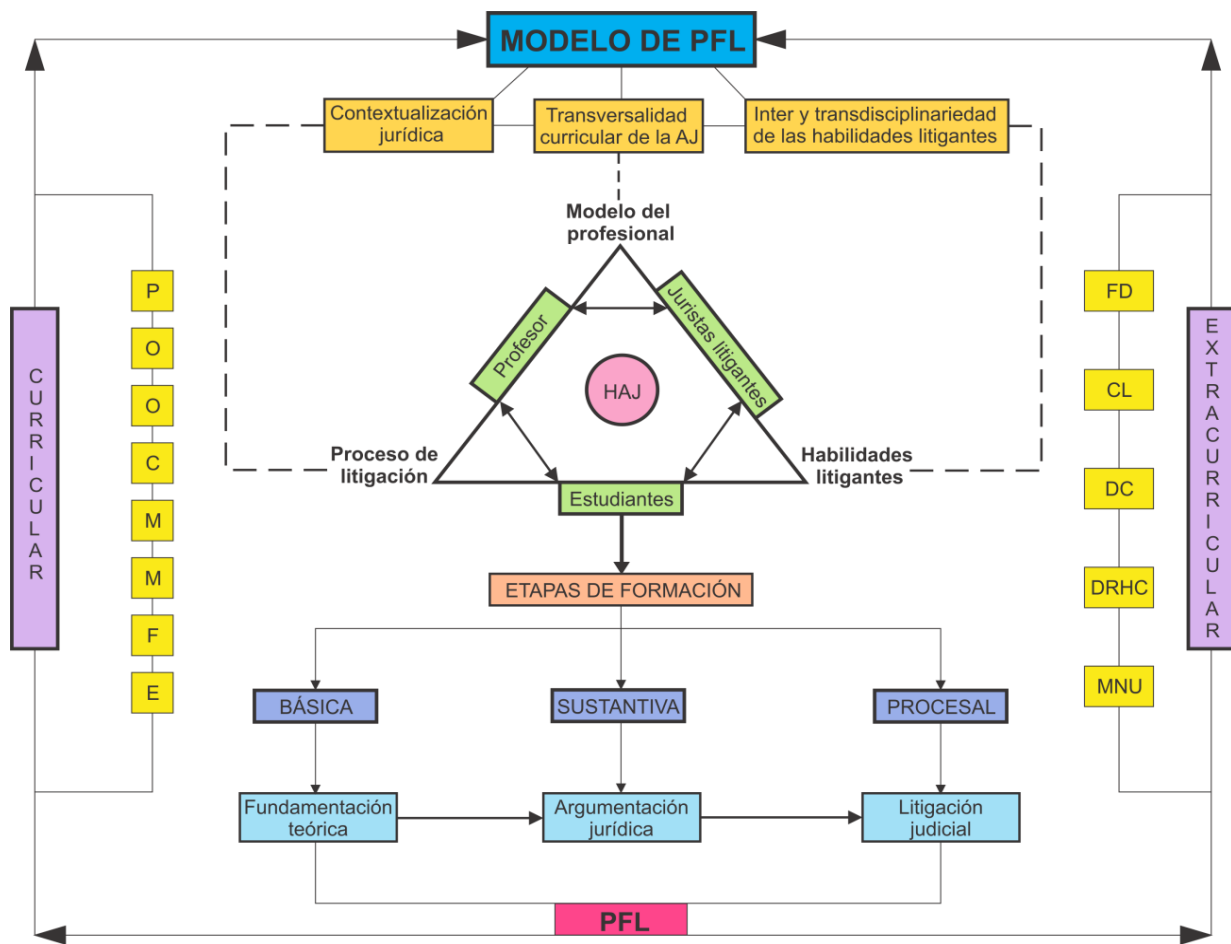 MODELO DE PFL
Contextualización
jurídica
Transversalidad
curricular de la AJ
Inter y transdisciplinariedad
de las habilidades litigantes
Modelo del
profesional
Profesor
Juristas litigantes
HAJ
Proceso de
litigación
Habilidades
litigantes
Estudiantes
CURRICULAR
P
O
O
C
M
M
F
E
FD
CL
DC
DRHC
MNU
EXTRACURRICULAR
ETAPAS DE FORMACIÓN
BÁSICA
SUSTANTIVA
PROCESAL
Fundamentación
teórica
Argumentación
jurídica
Litigación
judicial
PFL